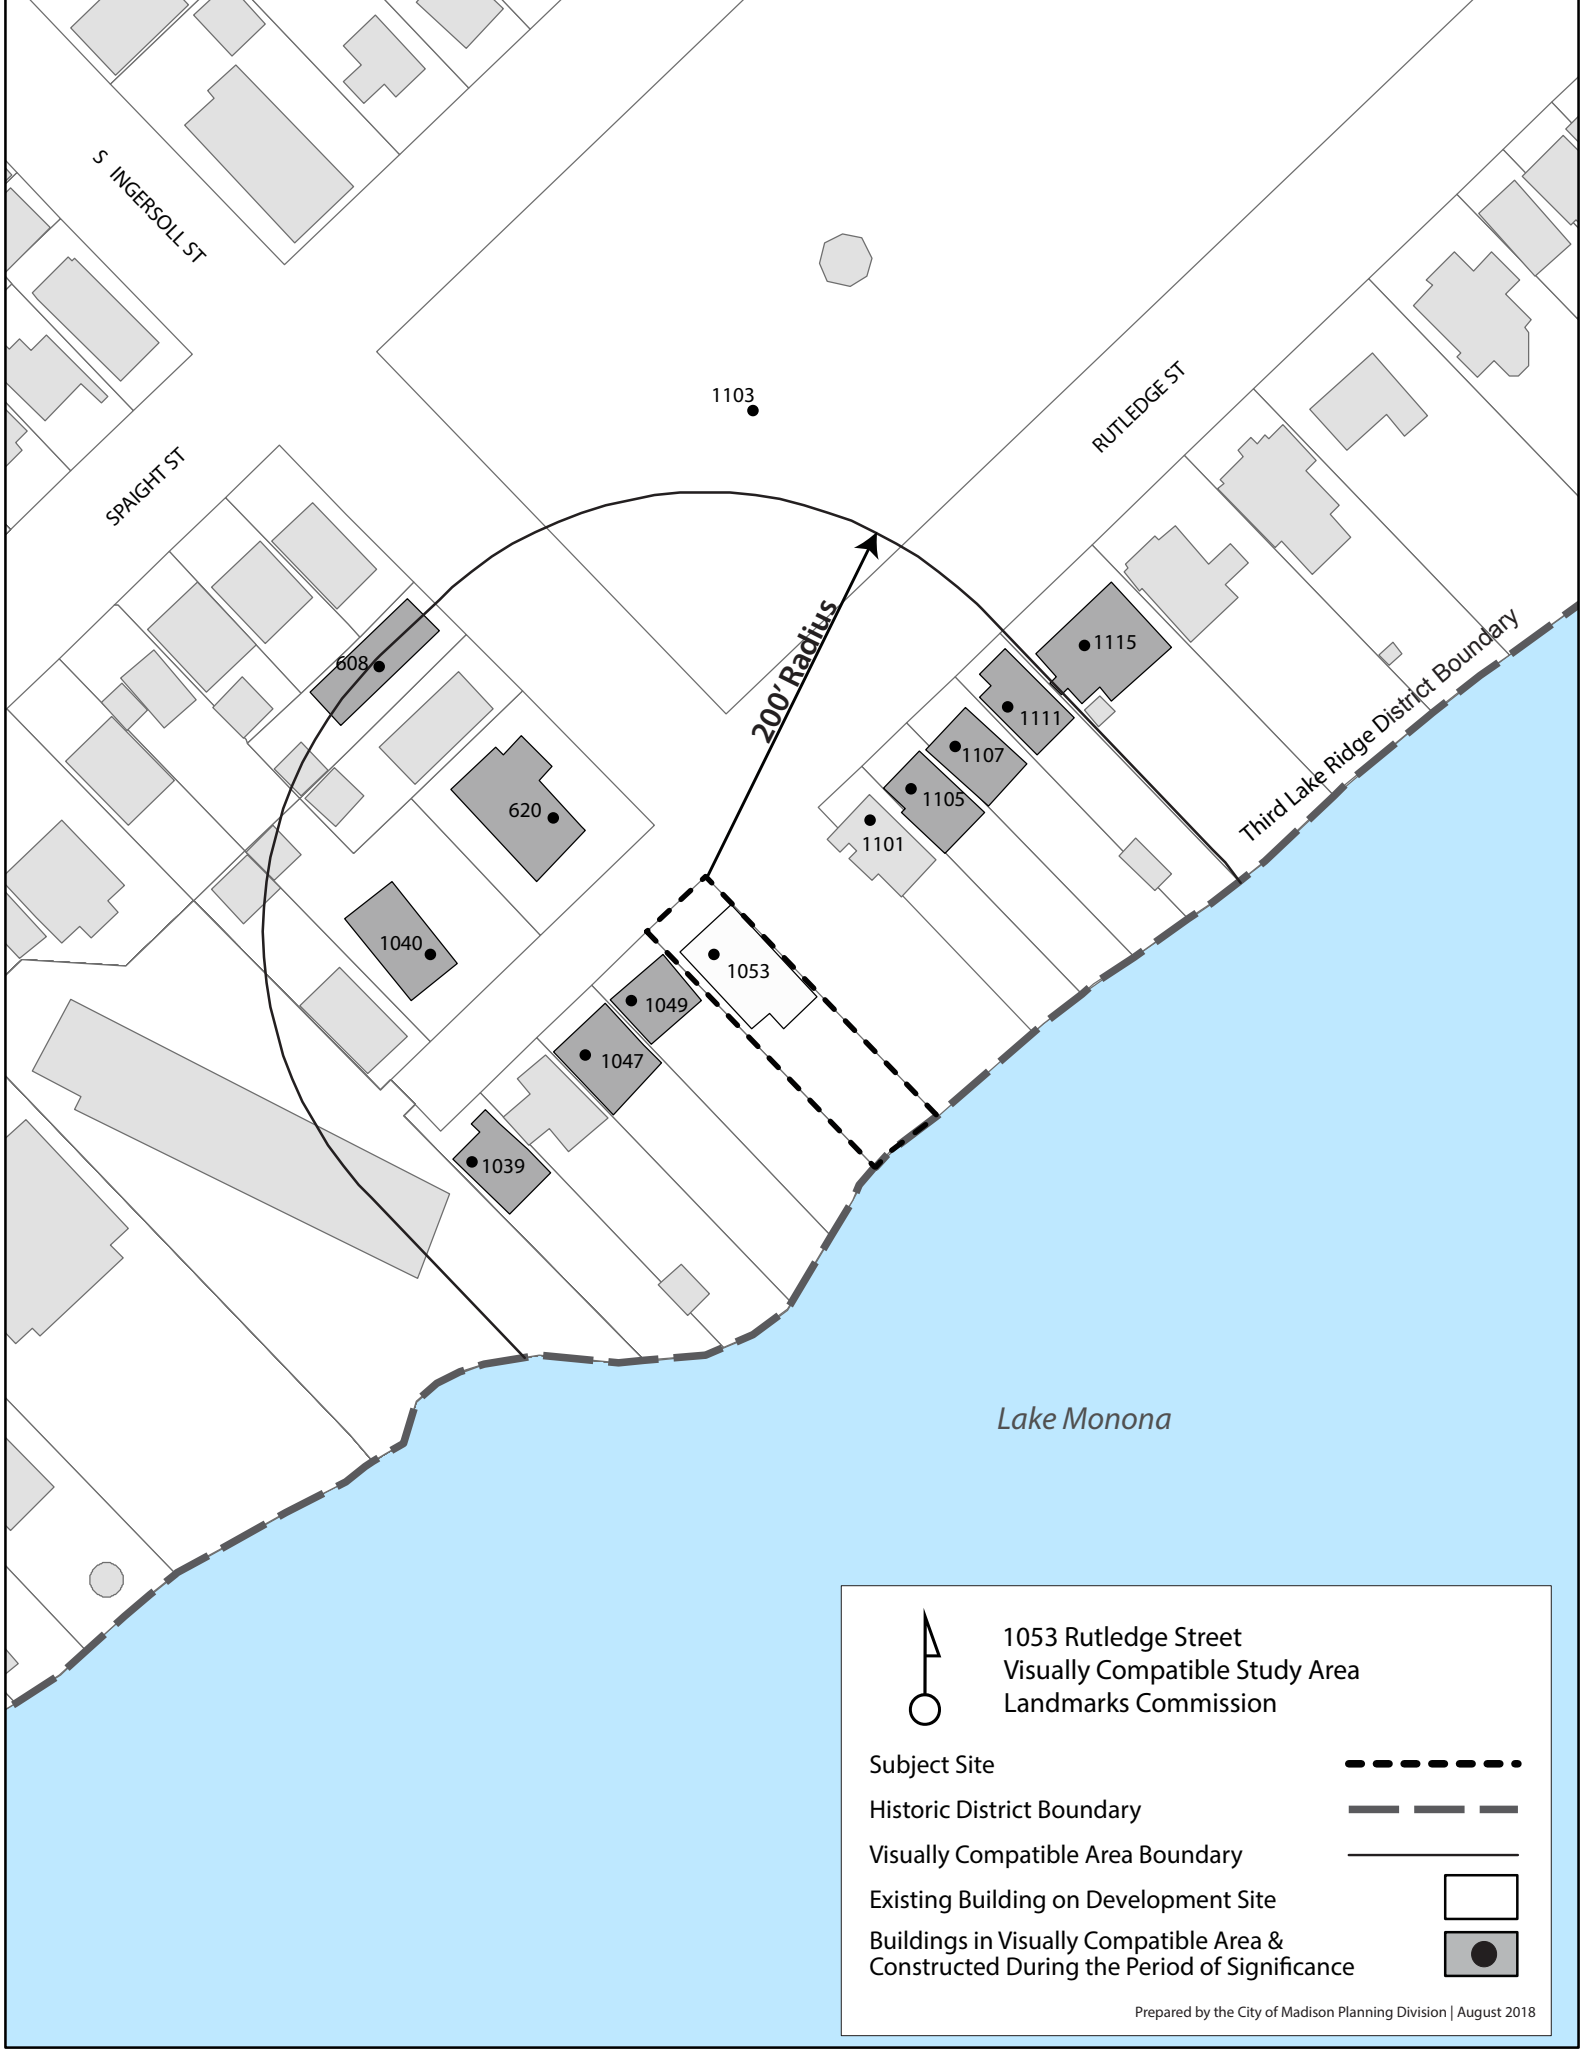 S INGERSOLL ST
1103
RUTLEDGE ST
SPAIGHT ST
200' Radius
608
1115
1111
1107
1105
1101
Third Lake Ridge District Boundary
620
1040
1053
1049
1047
1039
Lake Monona
1053 Rutledge Street
Visually Compatible Study Area
Landmarks Commission
Subject Site
Historic District Boundary
Visually Compatible Area Boundary
Existing Building on Development Site
Buildings in Visually Compatible Area &
Constructed During the Period of Significance
Prepared by the City of Madison Planning Division | August 2018